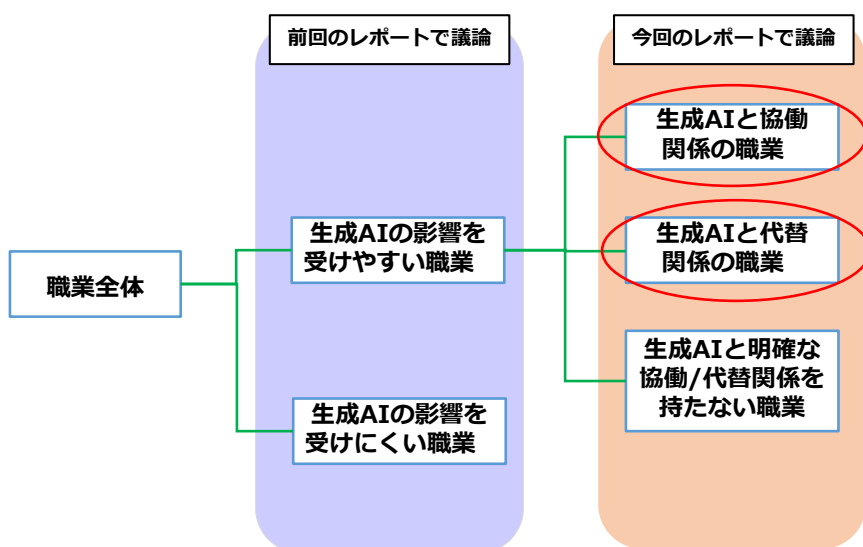 前回のレポートで議論
今回のレポートで議論
生成AIと協働
関係の職業
生成AIの影響を
受けやすい職業
生成AIと代替
関係の職業
職業全体
生成AIと明確な
協働/代替関係を
持たない職業
生成AIの影響を
受けにくい職業